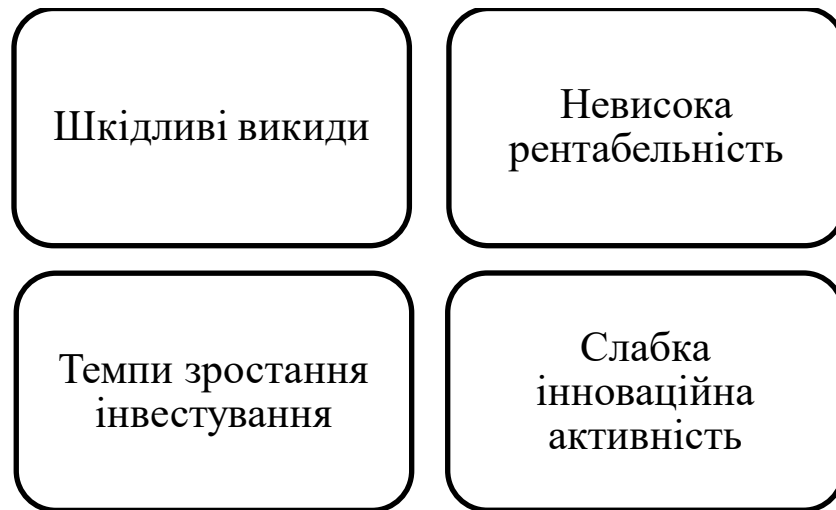 Шкідливі викиди
Невисока
рентабельність
Темпи зростання
інвестування
Слабка
інноваційна
активність